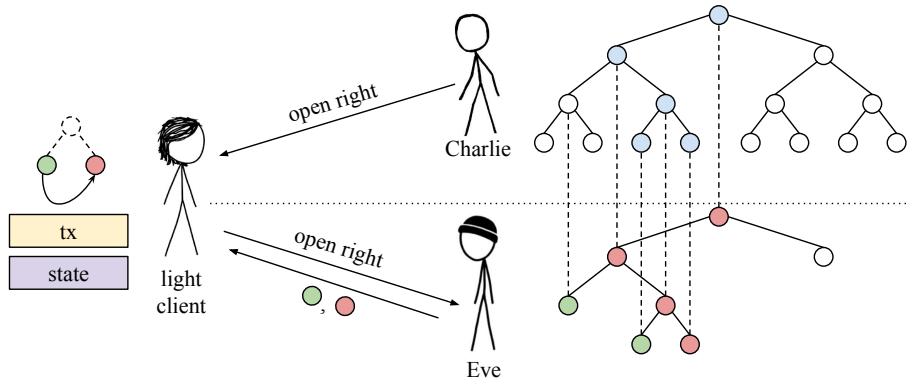 open right
Charlie
tx
state
light
client
open right
,
Eve